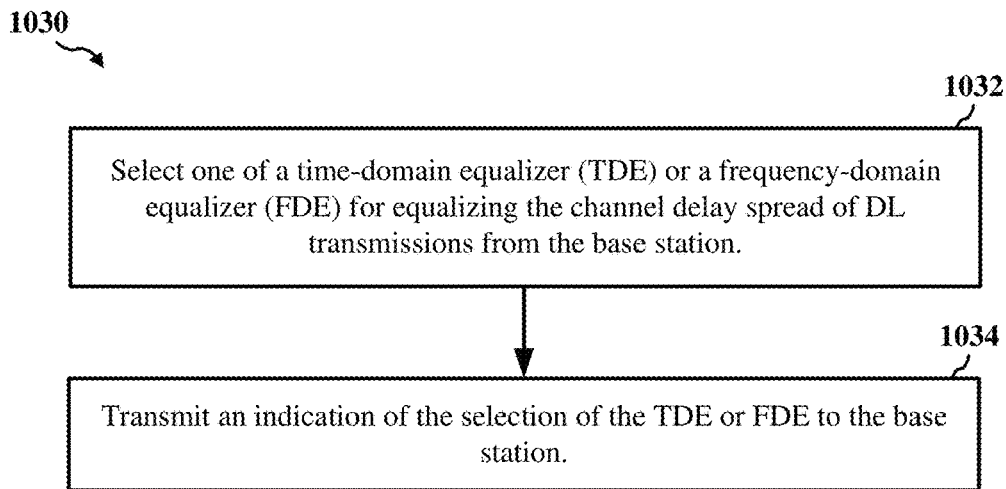 1030
1032
Select one of a time-domain equalizer (TDE) or a frequency-domain
equalizer (FDE) for equalizing the channel delay spread of DL
transmissions from the base station.
1034
Transmit an indication of the selection of the TDE or FDE to the base
station.